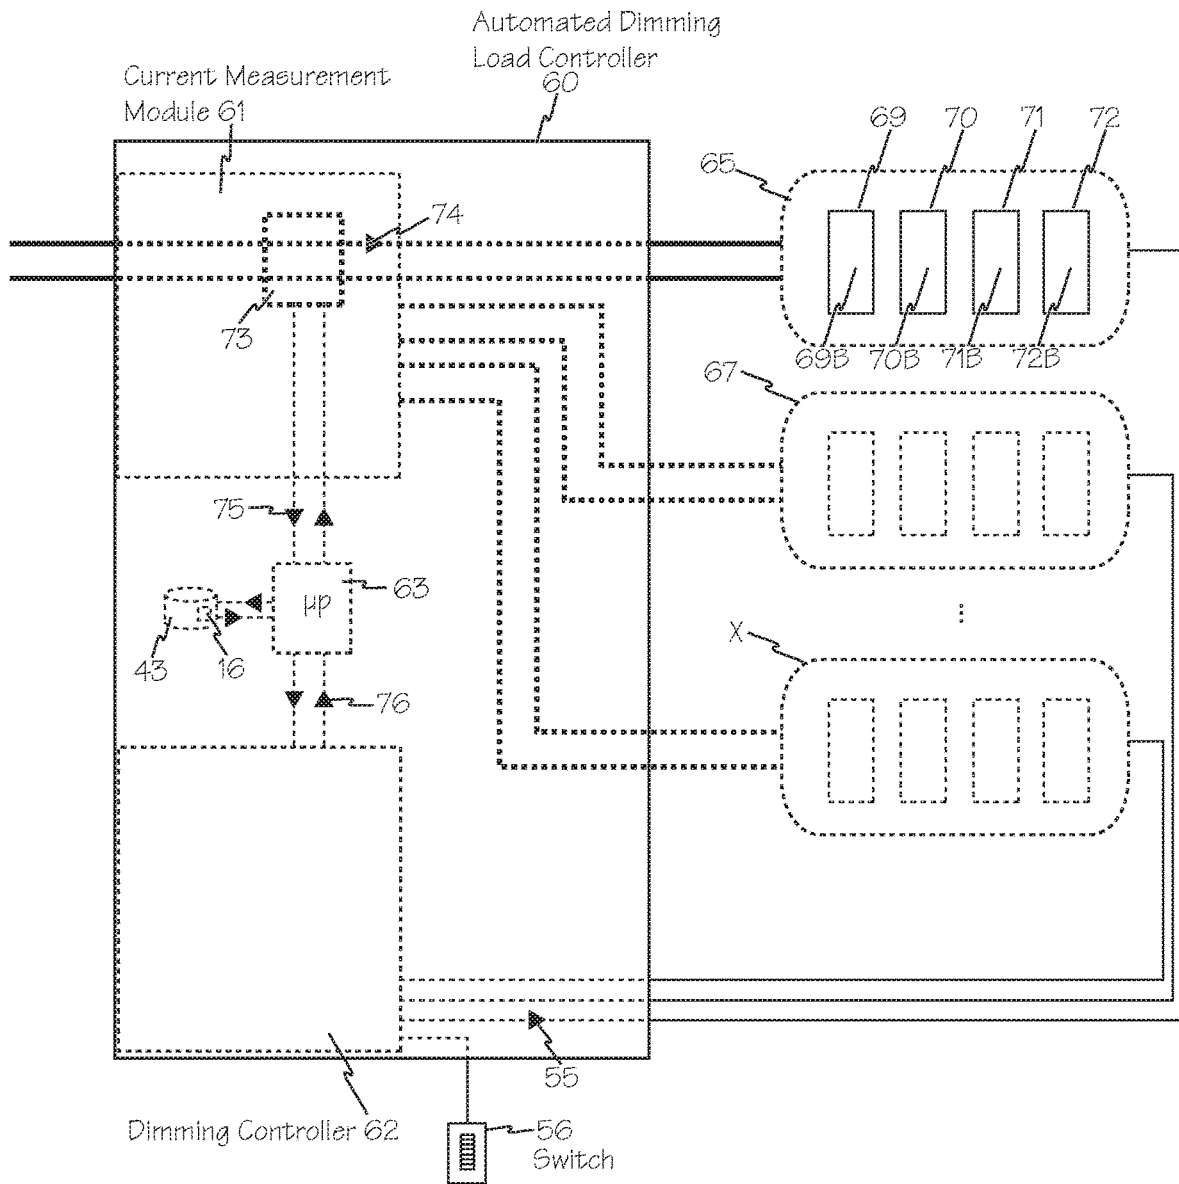 Automated Dimming
Load Controller
60
Current Measurement
Module 61
69 70 71 72
65
74
73
69B 70B 71B 72B
67
75
63
µp
43 16
X
76
55
Dimming Controller 62
56
Switch